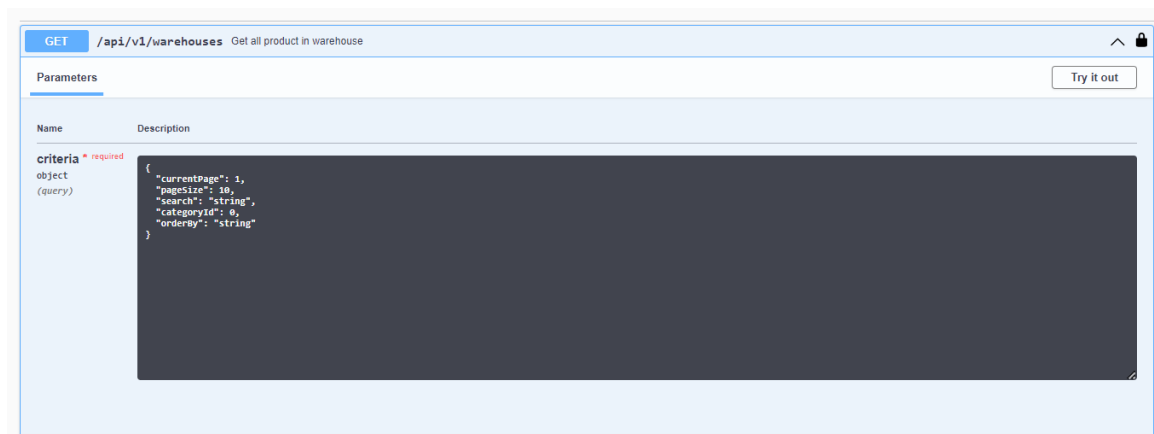 GET /api/v1/warehouses Get all product in warehouse
Parameters
Try it out
Name Description
criteria * required
object
(query)
{
"currentPage": 1,
"pageSize": 10,
"search": "string",
"categoryId": 0,
"orderBy": "string"
}